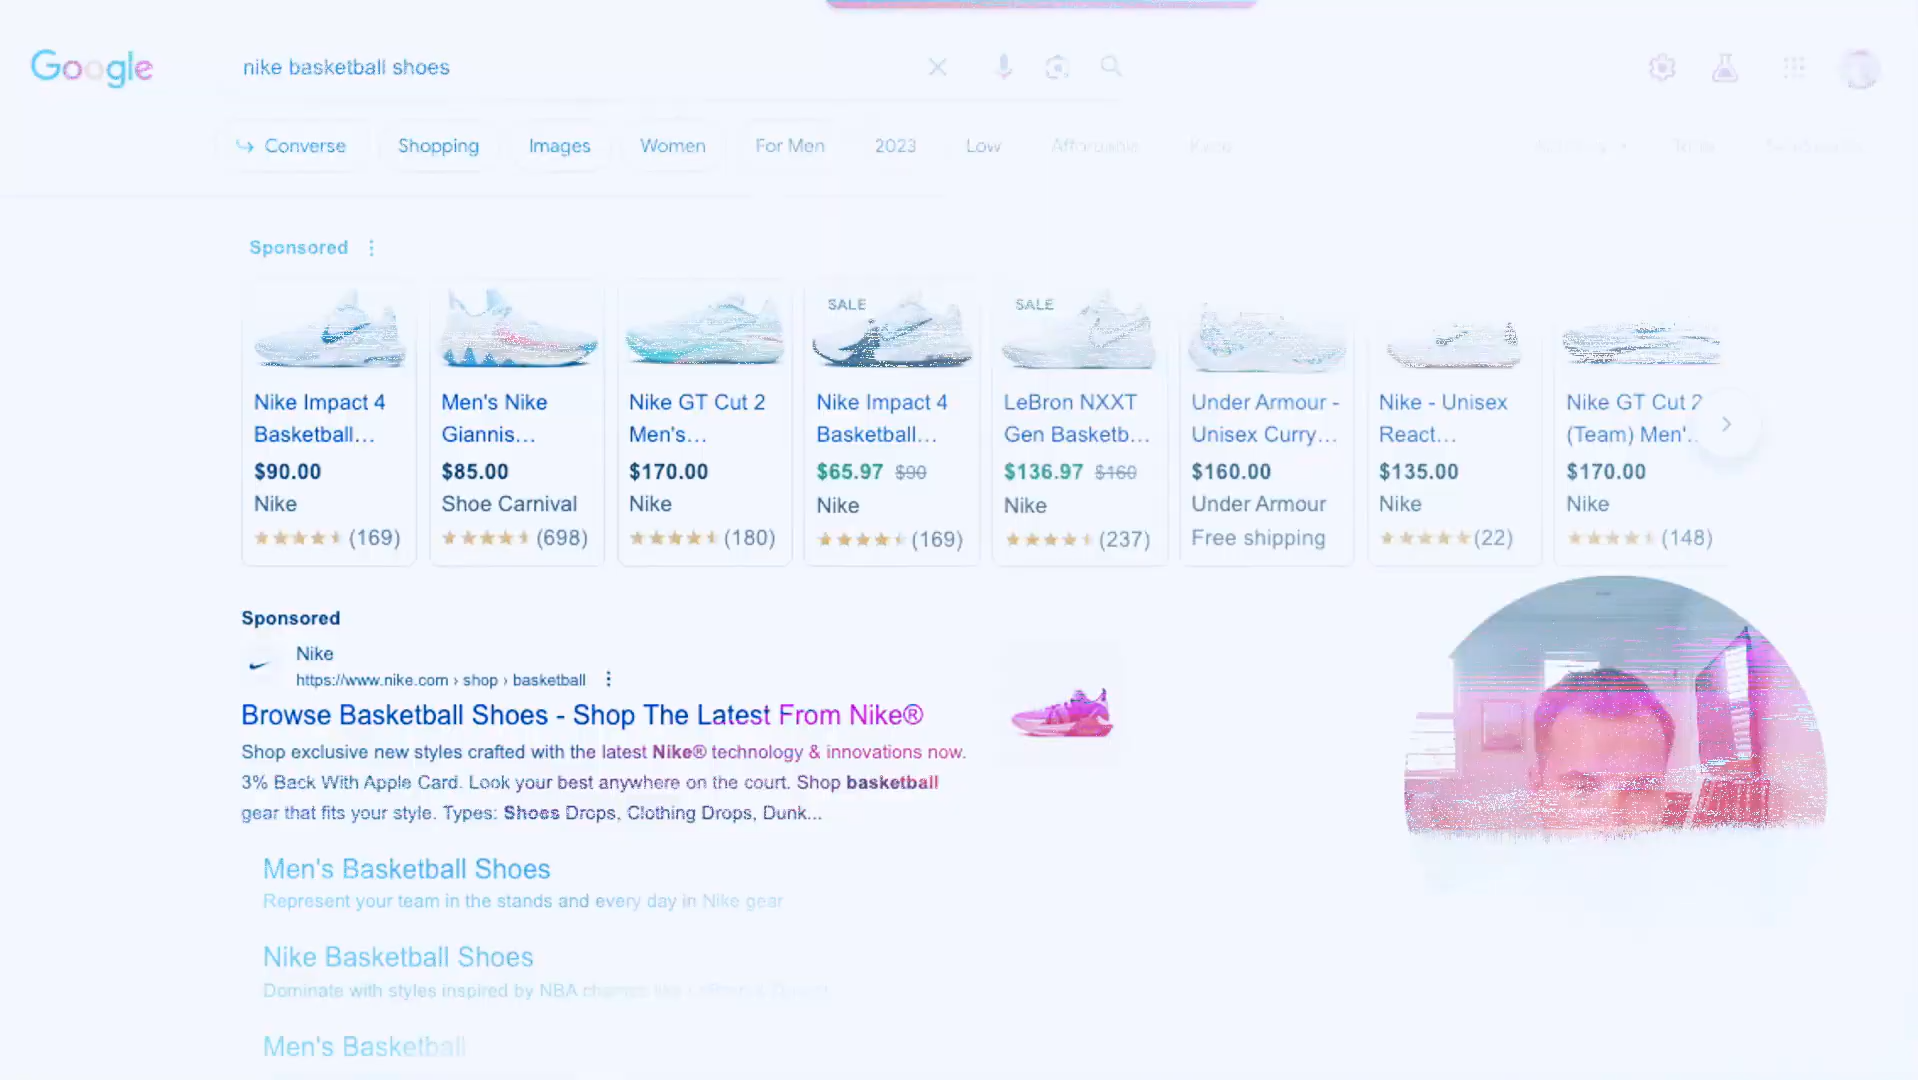 Google
nike basketball shoes
Converse
Shopping
Images
Women
For Men
2023
Low
Affordable
Sponsored
SALE
SALE
Nike Impact 4
Basketball...
$90.00
Nike
(169)
Men's Nike
Giannis...
$85.00
Shoe Carnival
(698)
Nike GT Cut 2
Men's...
$170.00
Nike
(180)
Nike Impact 4
Basketball...
$65.97 $90
Nike
(169)
LeBron NXXT
Gen Basketb...
$136.97 $160
Nike
(237)
Under Armour -
Unisex Curry...
$160.00
Under Armour
Free shipping
Nike - Unisex
React...
$135.00
Nike
(22)
Nike GT Cut 2
(Team) Men'..
$170.00
Nike
(148)
Sponsored
Nike
https://www.nike.com › shop › basketball
Browse Basketball Shoes - Shop The Latest From Nike®
Shop exclusive new styles crafted with the latest Nike® technology & innovations now.
3% Back With Apple Card. Look your best anywhere on the court. Shop basketball
gear that fits your style. Types: Shoes Drops, Clothing Drops, Dunk...
Men's Basketball Shoes
Represent your team in the stands and every day in Nike gear
Nike Basketball Shoes
Dominate with styles inspired by NBA
Men's Basketball